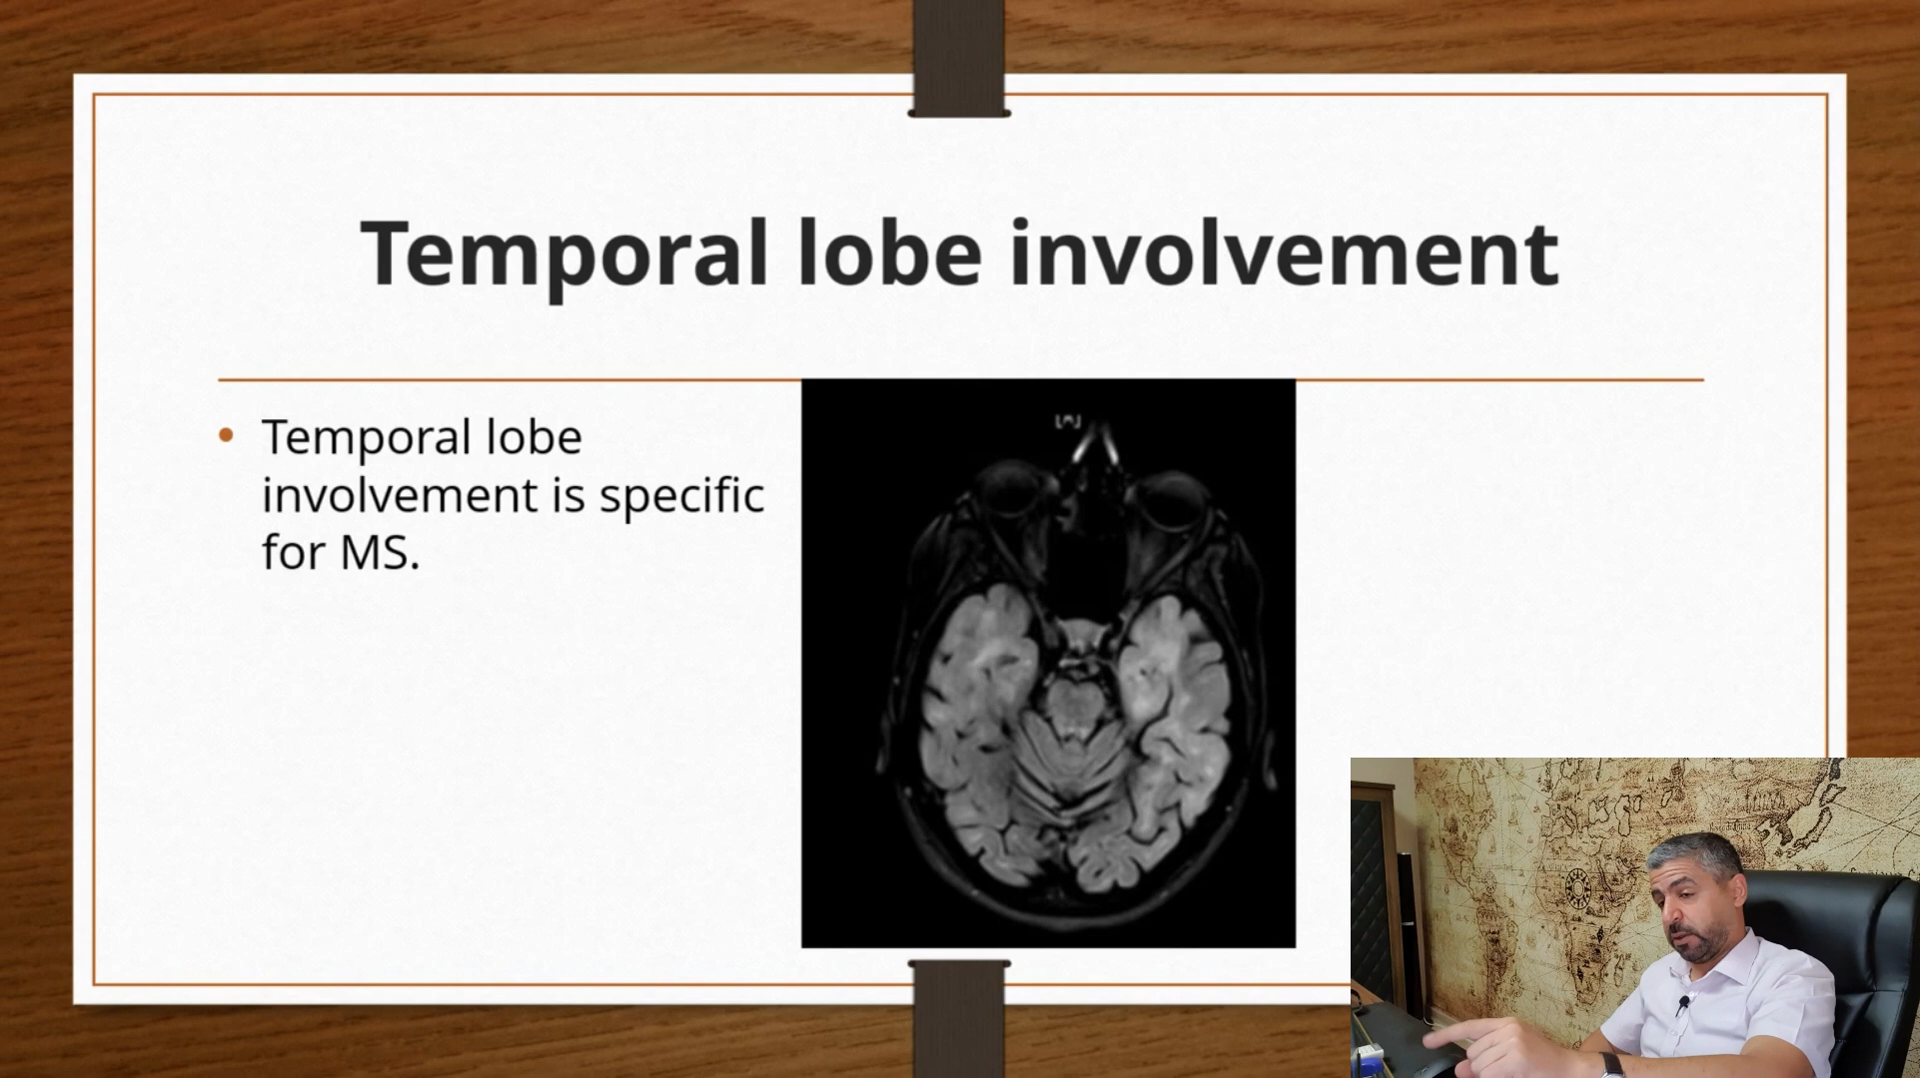 Temporal lobe involvement
• Temporal lobe
involvement is specific
for MS.
[A]